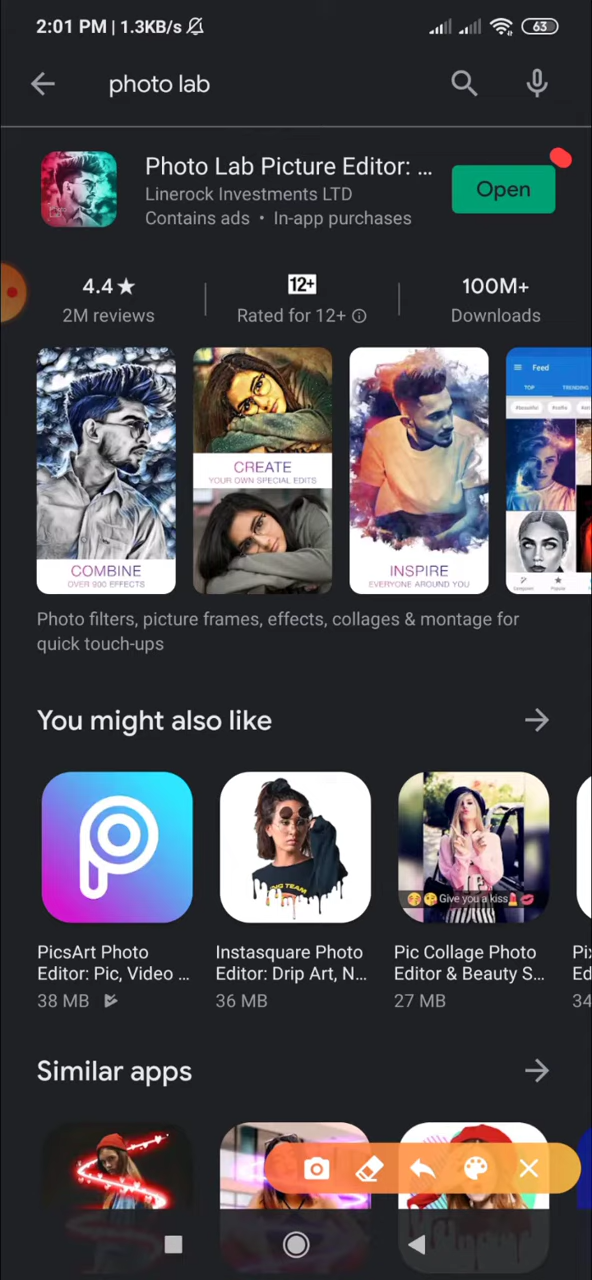 2:01 PM | 1.3KB/s
63
photo lab
Photo Lab Picture Editor: ...
Linerock Investments LTD
Contains ads • In-app purchases
Open
4.4★
2M reviews
12+
Rated for 12+
100M+
Downloads
COMBINE
OVER 900 EFFECTS
CREATE
YOUR OWN SPECIAL EDITS
INSPIRE
EVERYONE AROUND YOU
Feed
TOP
TRENDING
Photo filters, picture frames, effects, collages & montage for
quick touch-ups
You might also like
Give you a kiss
PicsArt Photo
Editor: Pic, Video ...
38 MB
Instasquare Photo
Editor: Drip Art, N...
36 MB
Pic Collage Photo
Editor & Beauty S...
27 MB
Similar apps